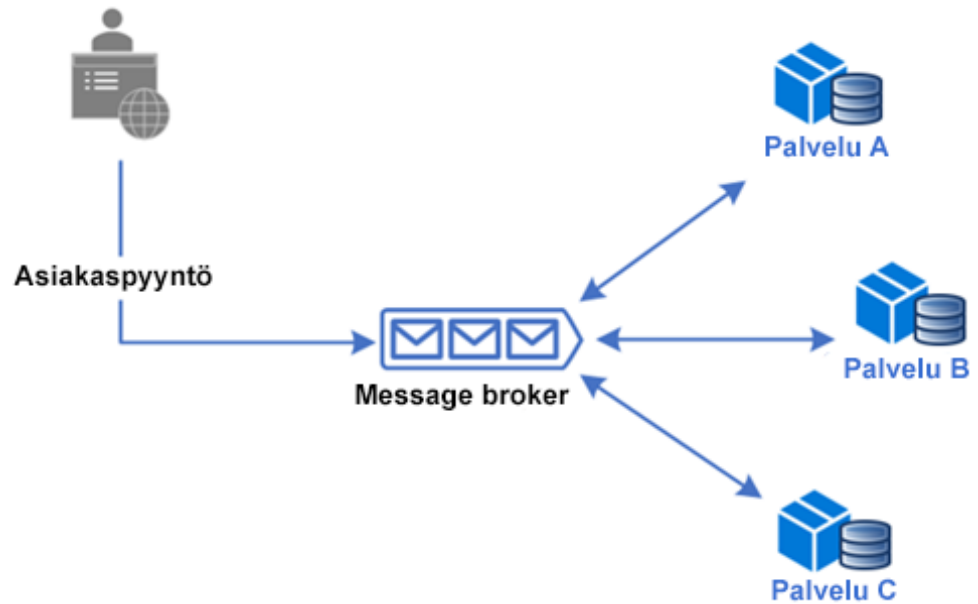 Palvelu A
Asiakaspyyntö
Palvelu B
Message broker
Palvelu C